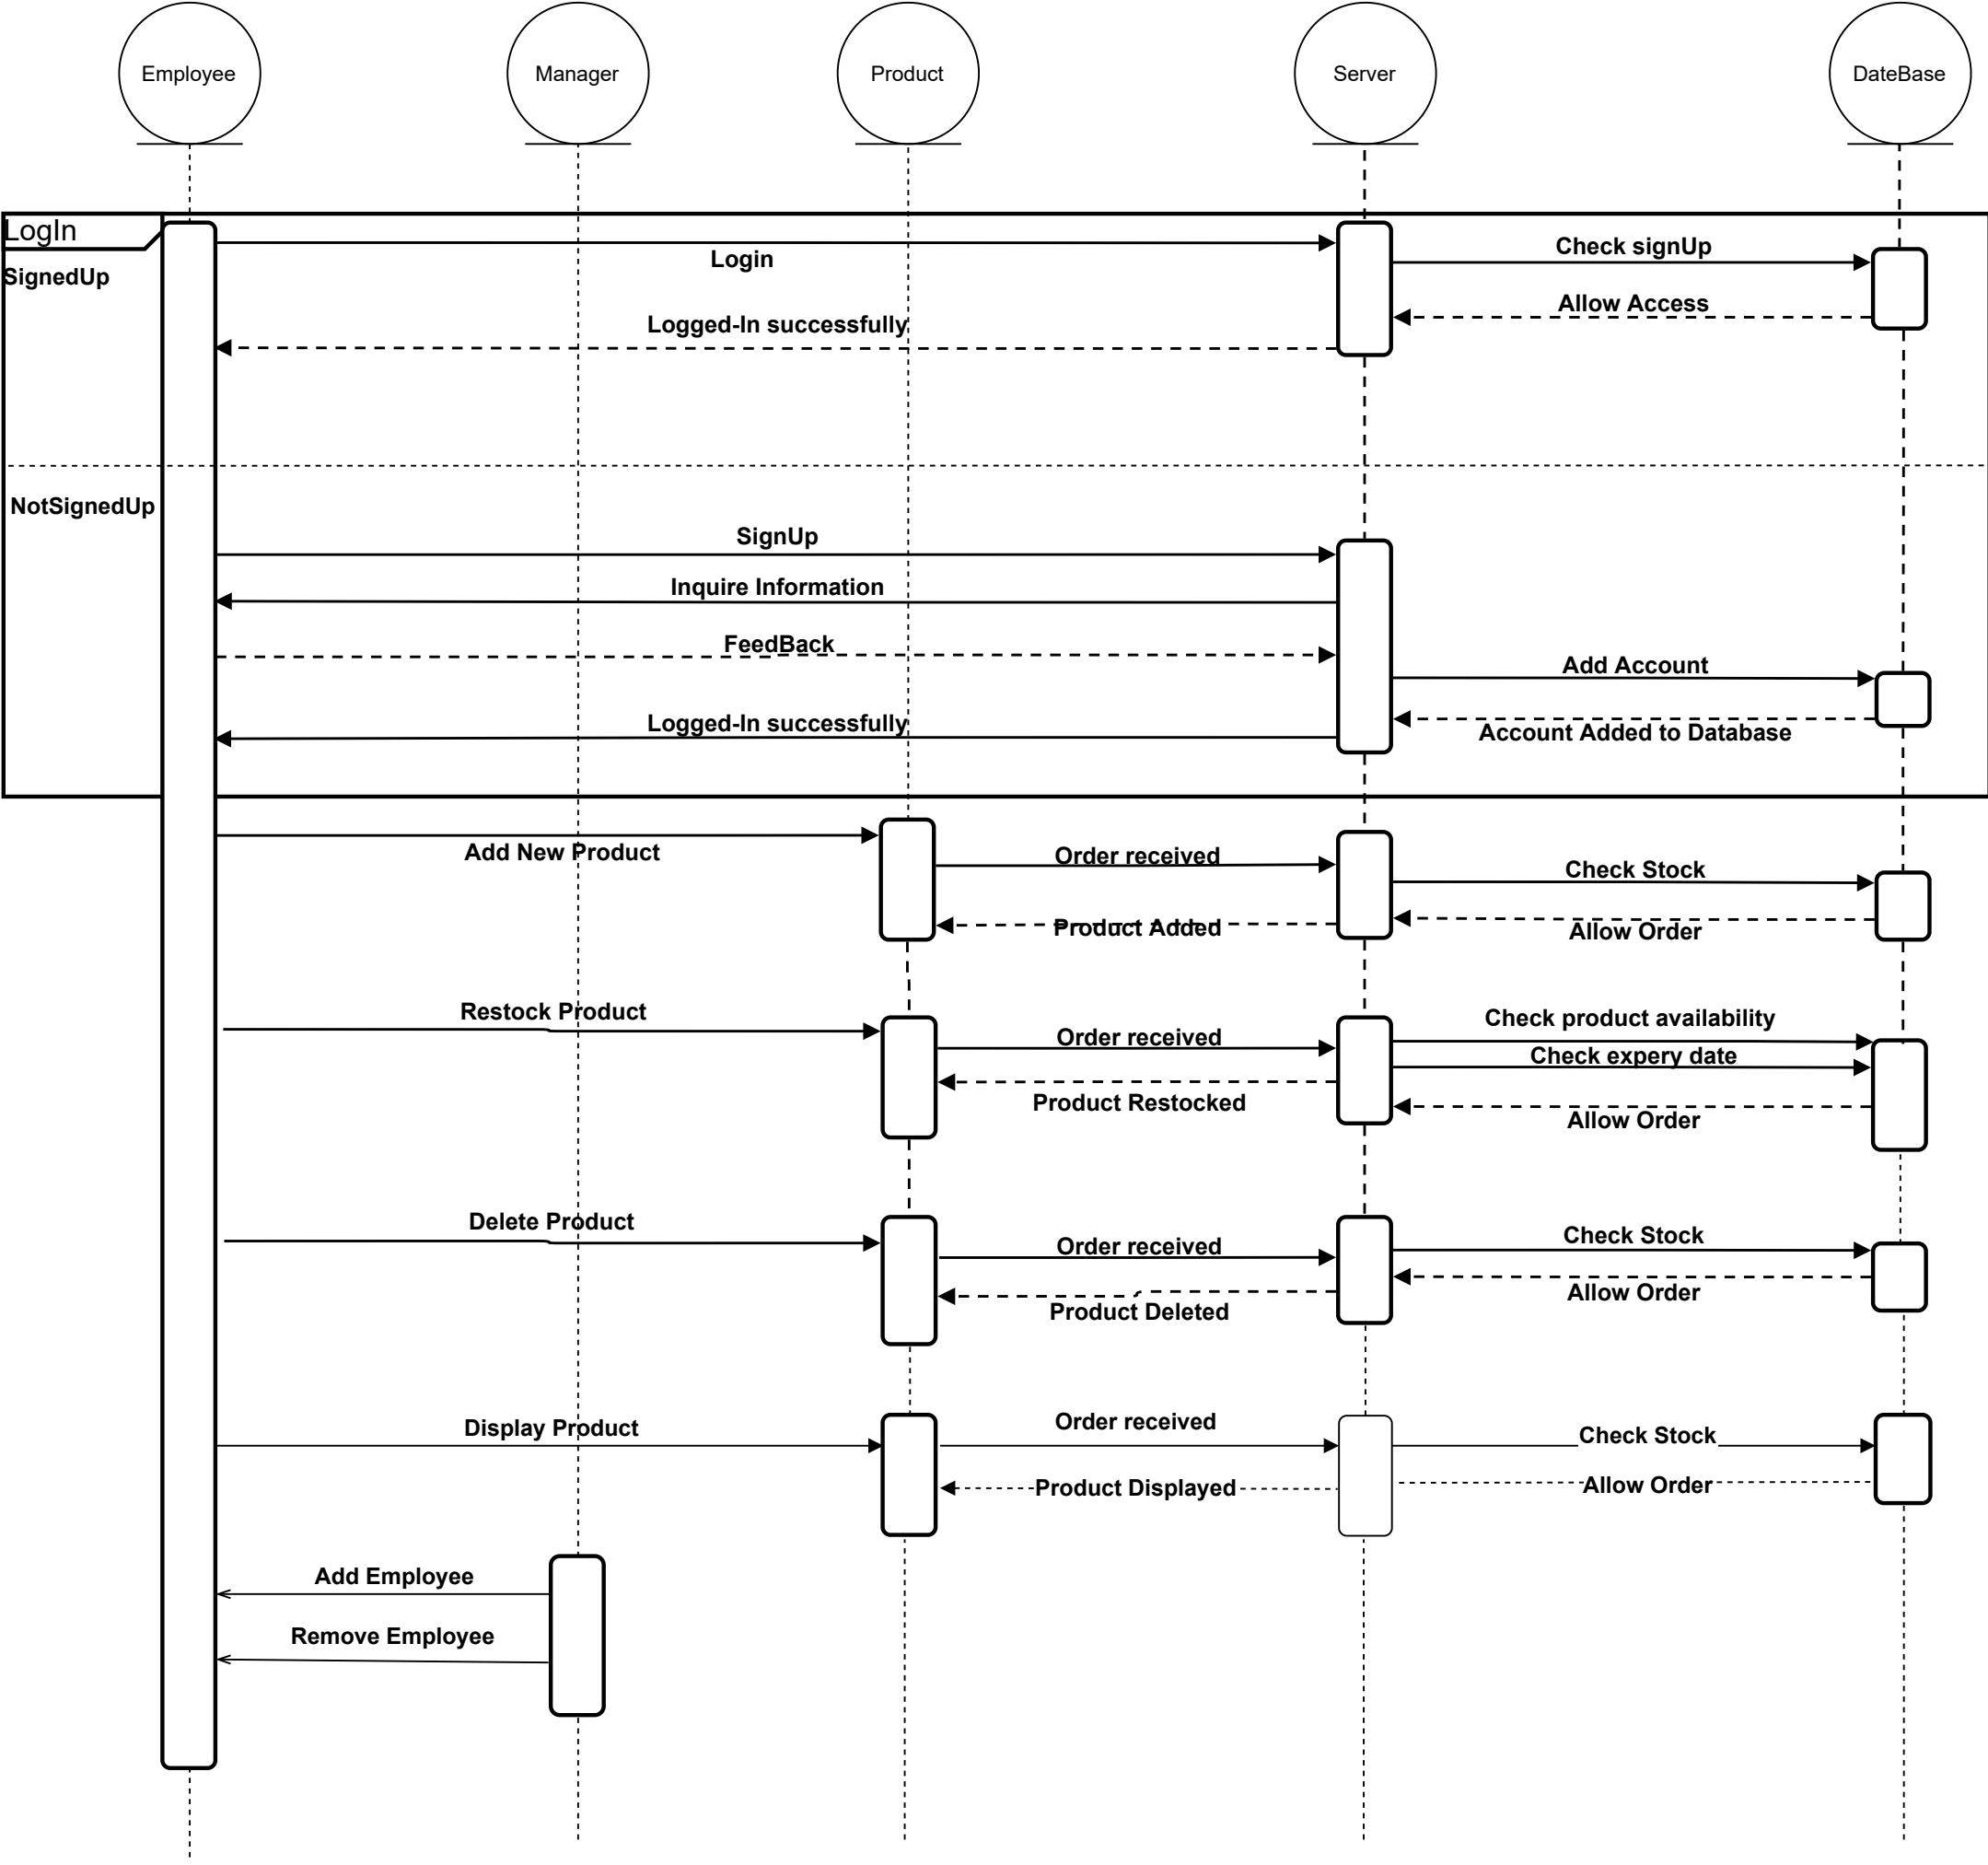 Employee
Manager
Product
Server
DateBase
LogIn
SignedUp
Login
Check signUp
Allow Access
Logged-In successfully
NotSignedUp
SignUp
Inquire Information
FeedBack
Add Account
Logged-In successfully
Account Added to Database
Add New Product
Order received
Check Stock
Product Added
Allow Order
Restock Product
Order received
Check product availability
Check expery date
Product Restocked
Allow Order
Delete Product
Order received
Check Stock
Allow Order
Product Deleted
Display Product
Order received
Check Stock
Product Displayed
Allow Order
Add Employee
Remove Employee